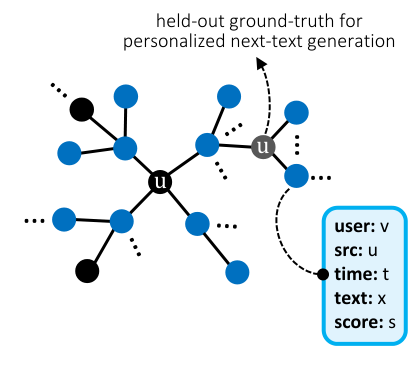 held-out ground-truth for
personalized next-text generation
u
u
user: v
src: u
time: t
text: x
score: s